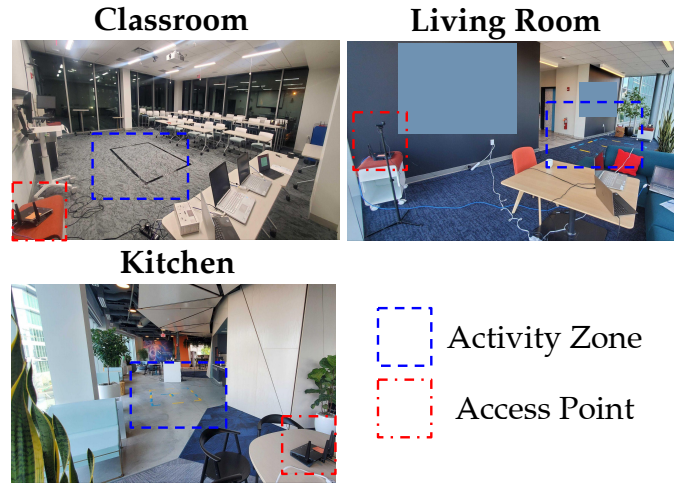 Classroom
Living Room
Kitchen
Activity Zone
Access Point